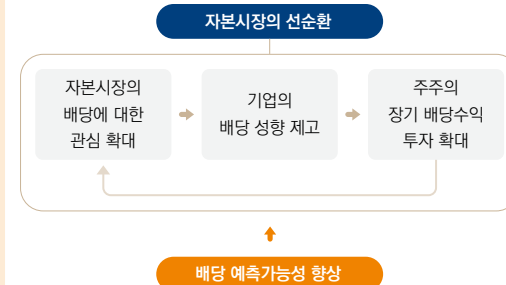 자본시장의 선순환
자본시장의
배당에 대한
관심 확대
기업의
배당 성향 제고
주주의
장기 배당수익
투자 확대
배당 예측가능성 향상